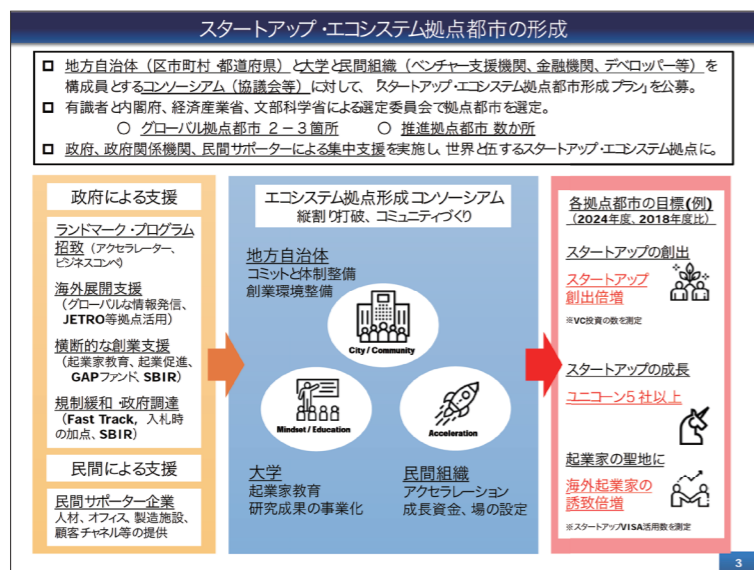 スタートアップ・エコシステム拠点都市の形成
□ 地方自治体（区市町村・都道府県）と大学と民間組織（ベンチャー支援機関、金融機関、デベロッパー等）を
構成員とするコンソーシアム（協議会等）に対して、「スタートアップ・エコシステム拠点都市形成プラン」を公募。
□ 有識者と内閣府、経済産業省、文部科学省による選定委員会で拠点都市を選定。
○ グローバル拠点都市 ２－３箇所 ○ 推進拠点都市 数か所
□ 政府、政府関係機関、民間サポーターによる集中支援を実施し、世界と伍するスタートアップ・エコシステム拠点に。
政府による支援
ランドマーク・プログラム
招致（アクセラレーター、
ビジネスコンペ）
海外展開支援
（グローバルな情報発信、
JETRO等拠点活用）
横断的な創業支援
（起業家教育、起業促進、
GAPファンド、SBIR）
規制緩和・政府調達
（Fast Track，入札時
の加点、SBIR）
民間による支援
民間サポーター企業
人材、オフィス、製造施設、
顧客チャネル等の提供
エコシステム拠点形成コンソーシアム
縦割り打破、コミュニティづくり
地方自治体
コミットと体制整備
創業環境整備
City / Community
Mindset / Education
Acceleration
大学
起業家教育
研究成果の事業化
民間組織
アクセラレーション
成長資金、場の設定
各拠点都市の目標(例)
（2024年度、2018年度比）
スタートアップの創出
スタートアップ
創出倍増
※VC投資の数を測定
スタートアップの成長
ユニコーン５社以上
起業家の聖地に
海外起業家の
誘致倍増
※スタートアップVISA活用数を測定
3